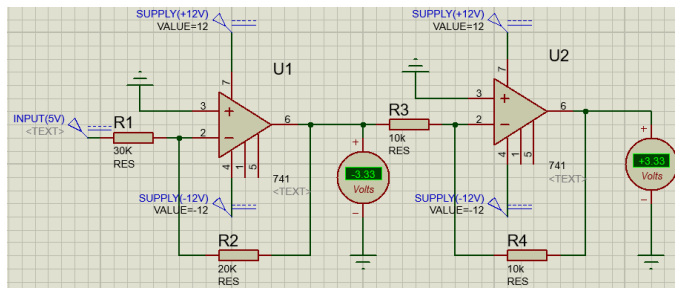 SUPPLY(+12V)
VALUE=12
U1
7
3
6
2
4
1
5
741
<TEXT>
INPUT(5V)
<TEXT>
R1
30K
RES
SUPPLY(-12V)
VALUE=-12
R2
20K
RES
+
-3.33
Volts
−
R3
10k
RES
SUPPLY(+12V)
VALUE=12
U2
7
3
6
2
4
1
5
741
<TEXT>
SUPPLY(-12V)
VALUE=-12
R4
10k
RES
+
+3.33
Volts
−